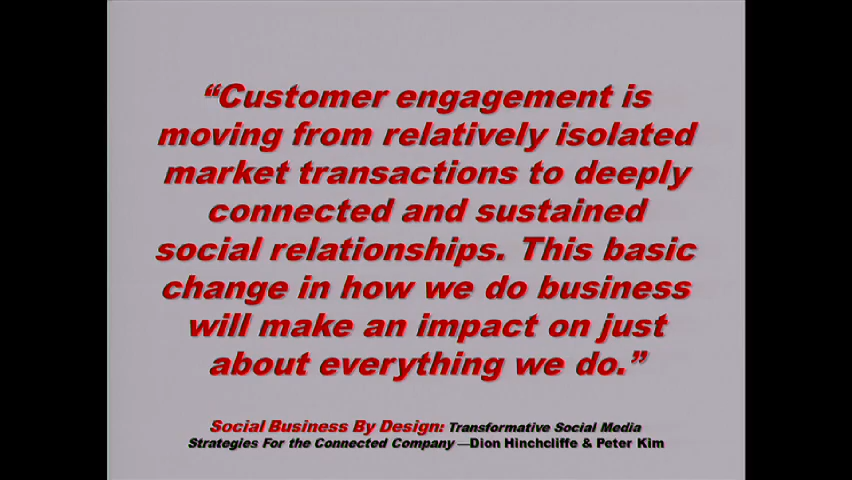 “Customer engagement is
moving from relatively isolated
market transactions to deeply
connected and sustained
social relationships. This basic
change in how we do business
will make an impact on just
about everything we do.”
Social Business By Design: Transformative Social Media
Strategies For the Connected Company —Dion Hinchcliffe & Peter Kim